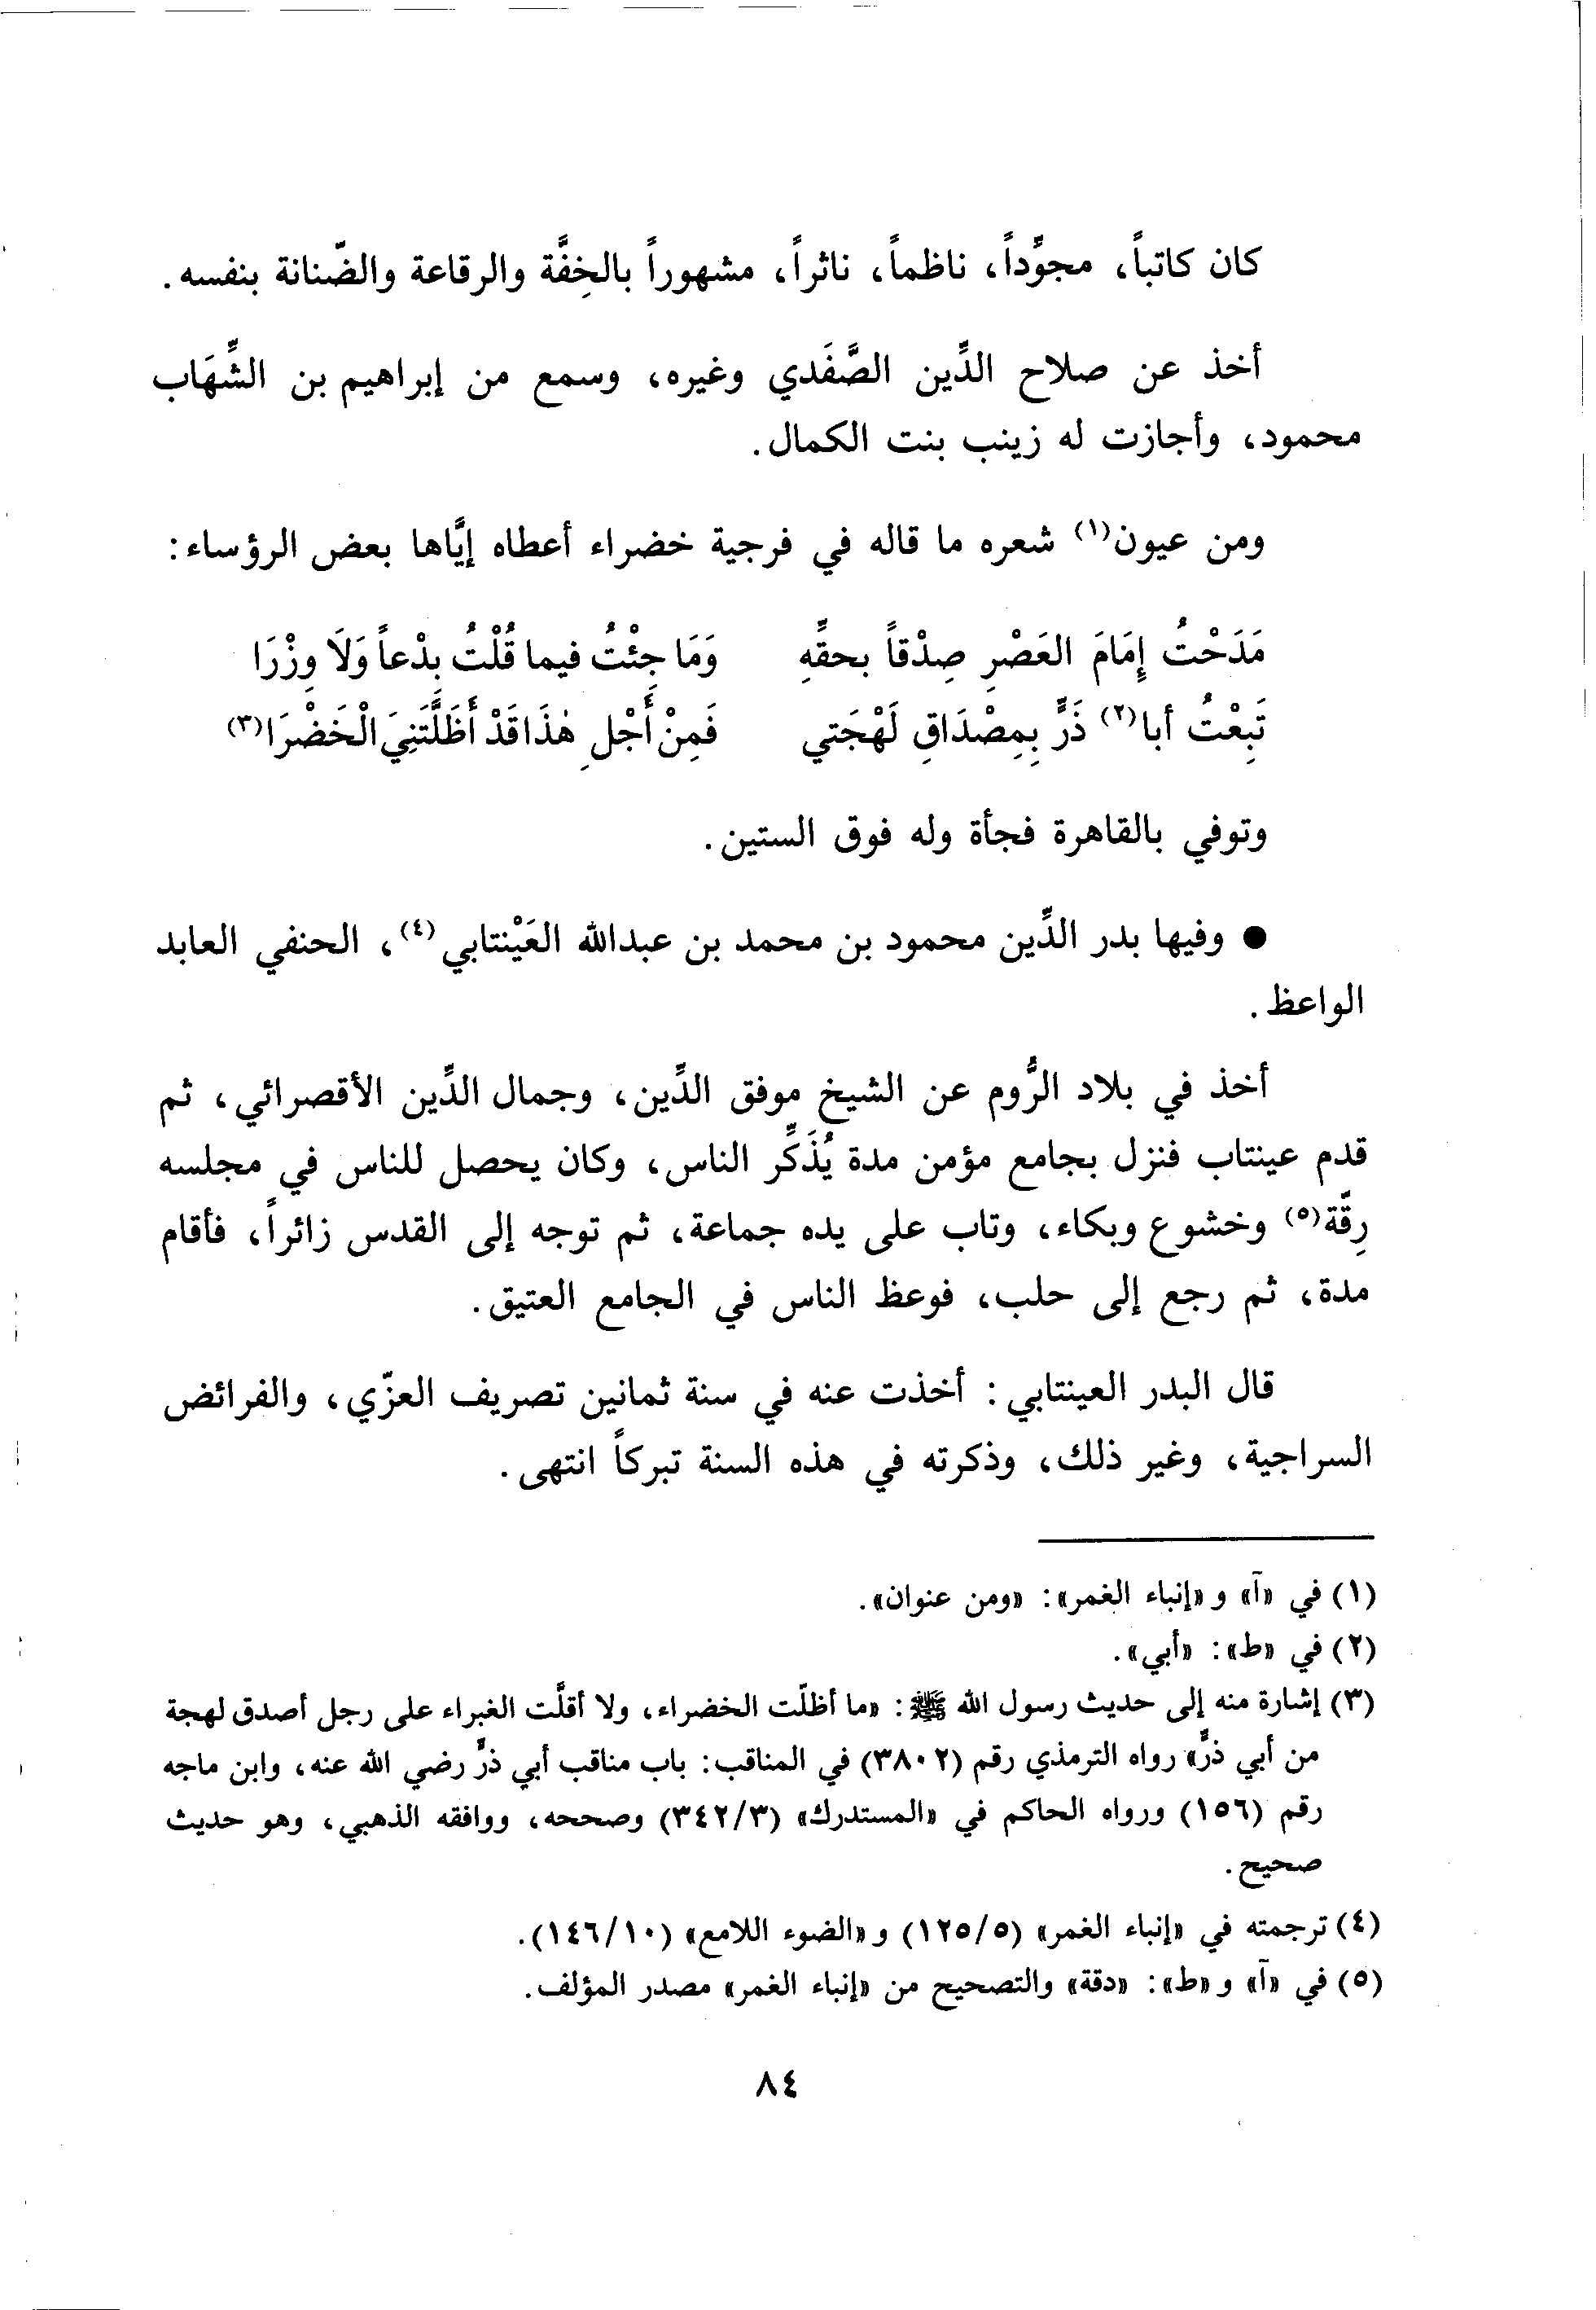 كان كاتباً، مجوِّداً، ناظماً، ناثراً، مشهوراً بالخِفَّة والرقاعة والضّنانة بنفسه.
أخذ عن صلاح الدِّين الصَّفَدي وغيره، وسمع من إبراهيم بن الشِّهَاب
محمود، وأجازت له زينب بنت الكمال.
ومن عيون(١) شعره ما قاله في فرجية خضراء أعطاه إيَّاها بعض الرؤساء:
مَدَحْتُ إِمَامَ العَصْرِ صِدْقاً بحقِّهِ وَمَا جِئْتُ فيما قُلْتُ بِدْعاً وَلَا وِزْرَا
تَبِعْتُ أبا(٢) ذَرٍّ بِمِصْدَاقِ لَهْجَتي فَمِنْ أَجْلِ هٰذَا قَدْ أَظَلَّتَنِيَ الْخَضْرَا(٣)
وتوفي بالقاهرة فجأة وله فوق الستين.
● وفيها بدر الدِّين محمود بن محمد بن عبدالله العَيْنتابي(٤)، الحنفي العابد
الواعظ.
أخذ في بلاد الرُّوم عن الشيخ موفق الدِّين، وجمال الدِّين الأقصرائي، ثم
قدم عينتاب فنزل بجامع مؤمن مدة يُذَكِّر الناس، وكان يحصل للناس في مجلسه
رِقّة(٥) وخشوع وبكاء، وتاب على يده جماعة، ثم توجه إلى القدس زائراً، فأقام
مدة، ثم رجع إلى حلب، فوعظ الناس في الجامع العتيق.
قال البدر العينتابي: أخذت عنه في سنة ثمانين تصريف العزّي، والفرائض
السراجية، وغير ذلك، وذكرته في هذه السنة تبركاً انتهى.
(١) في «آ» و«إنباء الغمر»: «ومن عنوان».
(٢) في «ط»: «أبي».
(٣) إشارة منه إلى حديث رسول الله ﷺ: «ما أظلّت الخضراء، ولا أقلَّت الغبراء على رجل أصدق لهجة
من أبي ذرٍّ» رواه الترمذي رقم (٣٨٠٢) في المناقب: باب مناقب أبي ذرٍّ رضي الله عنه، وابن ماجه
رقم (١٥٦) ورواه الحاكم في «المستدرك» (٣٤٢/٣) وصححه، ووافقه الذهبي، وهو حديث
صحيح.
(٤) ترجمته في «إنباء الغمر» (١٢٥/٥) و«الضوء اللامع» (١٤٦/١٠).
(٥) في «آ» و«ط»: «دقة» والتصحيح من «إنباء الغمر» مصدر المؤلف.
٨٤